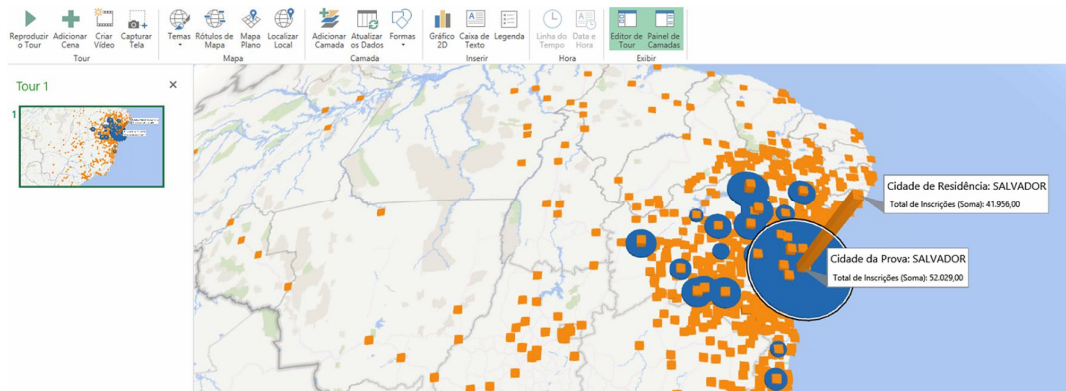 Reproduzir o Tour
Adicionar Cena
Criar Vídeo
Capturar Tela
Tour
Temas
Rótulos de Mapa
Mapa Plano
Localizar Local
Mapa
Adicionar Camada
Atualizar os Dados
Formas
Camada
Gráfico 2D
Caixa de Texto
Legenda
Inserir
Linha do Tempo
Data e Hora
Hora
Editor de Tour
Painel de Camadas
Exibir
Tour 1
1
Cidade de Residência: SALVADOR
Total de Inscrições (Soma): 41.956,00
Cidade da Prova: SALVADOR
Total de Inscrições (Soma): 52.029,00